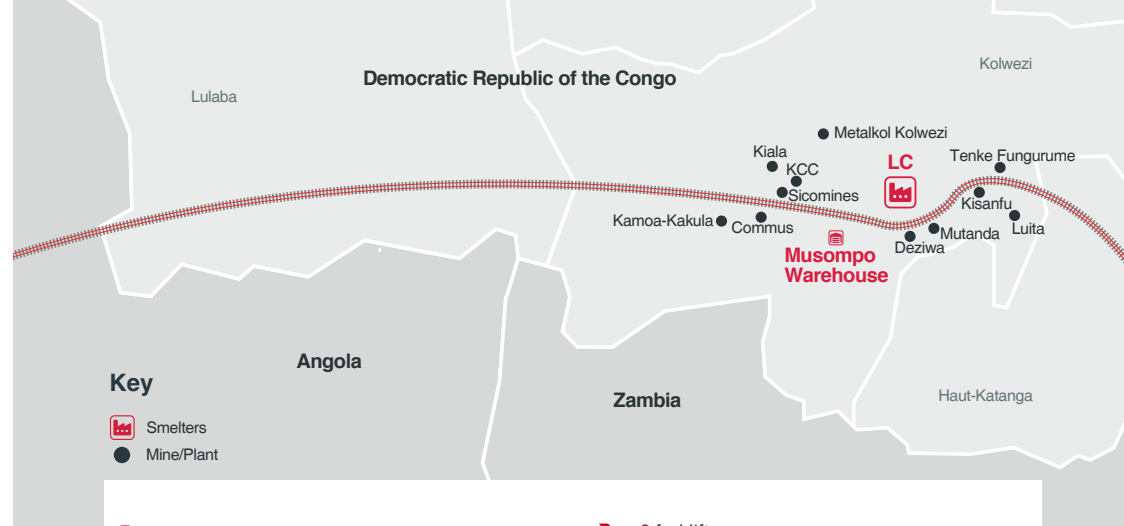 Kolwezi
Democratic Republic of the Congo
Lulaba
Metalkol Kolwezi
Kiala
LC
Tenke Fungurume
KCC
Sicomines
Kisanfu
Kamoa-Kakula
Commus
Luita
Mutanda
Deziwa
Musompo
Warehouse
Angola
Key
Zambia
Haut-Katanga
Smelters
Mine/Plant